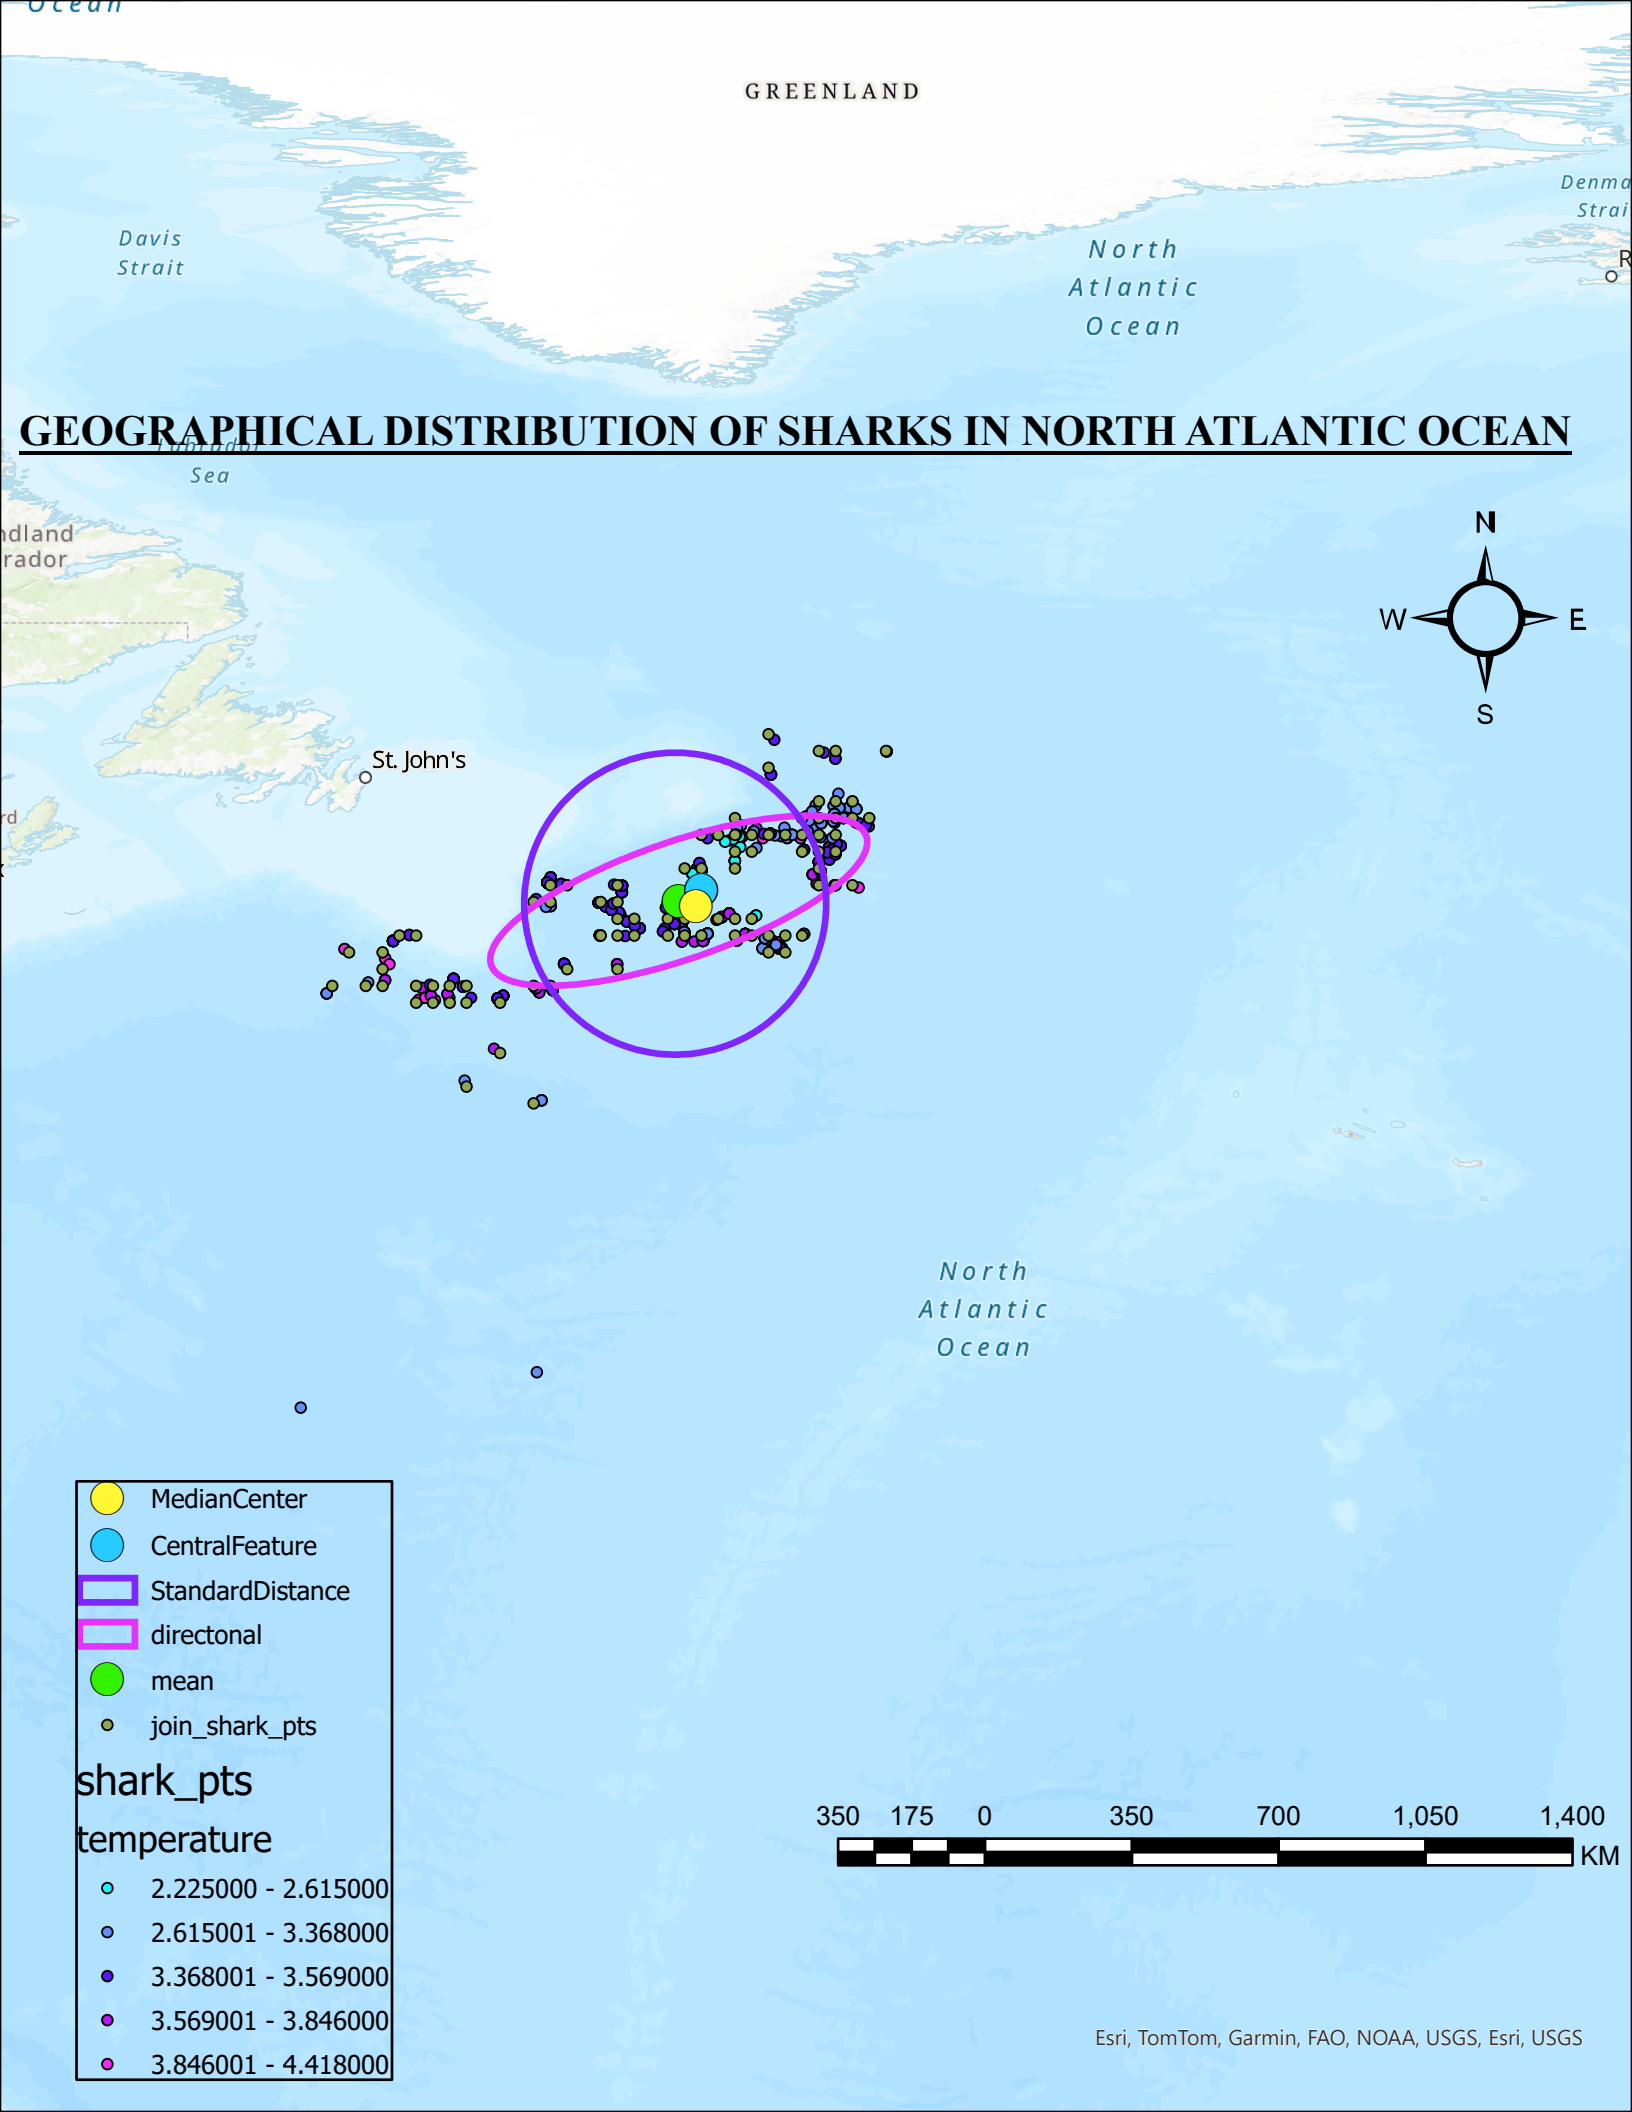 Ocean
GREENLAND
Denma
Strai
Davis
Strait
North
Atlantic
Ocean
R
GEOGRAPHICAL DISTRIBUTION OF SHARKS IN NORTH ATLANTIC OCEAN
Labrador
Sea
ndland
rador
N
W
E
S
St. John's
rd
North
Atlantic
Ocean
MedianCenter
CentralFeature
StandardDistance
directonal
mean
join_shark_pts
shark_pts
temperature
2.225000 - 2.615000
2.615001 - 3.368000
3.368001 - 3.569000
3.569001 - 3.846000
3.846001 - 4.418000
350 175 0 350 700 1,050 1,400
KM
Esri, TomTom, Garmin, FAO, NOAA, USGS, Esri, USGS